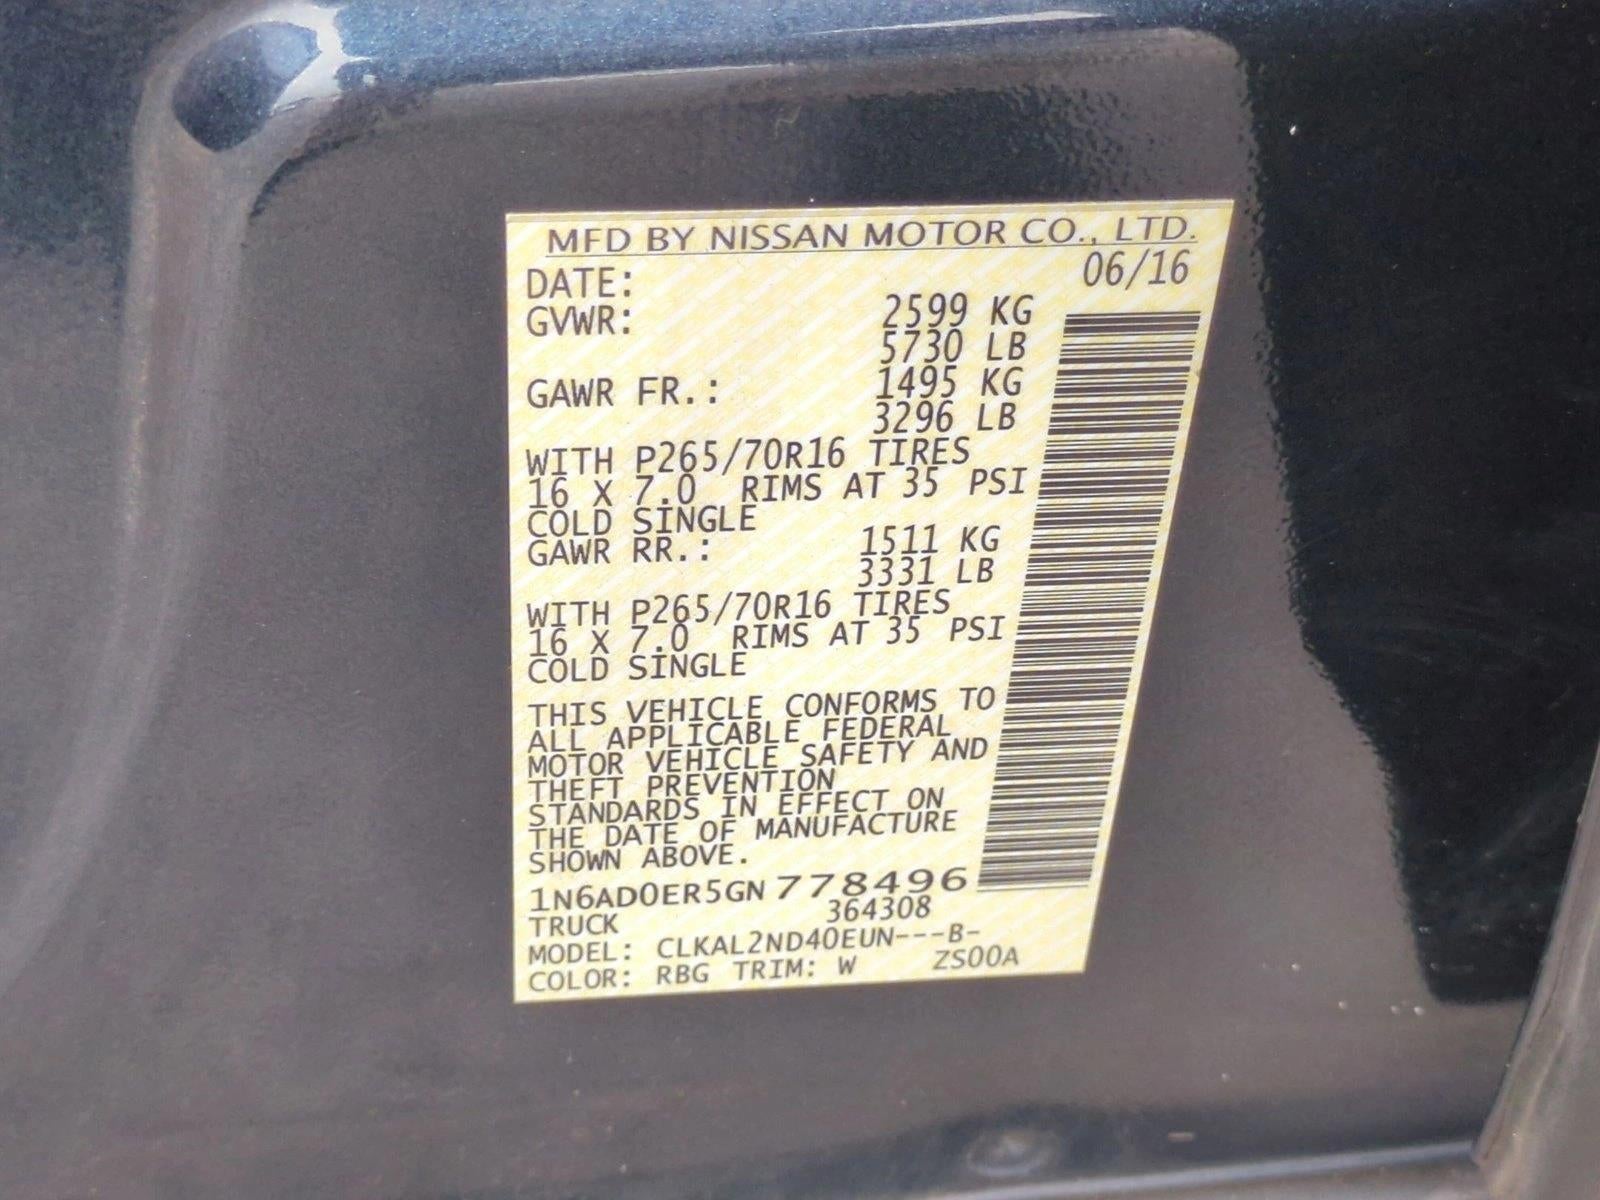 MFD BY NISSAN MOTOR CO., LTD.
DATE: 06/16
GVWR: 2599 KG
5730 LB
GAWR FR.: 1495 KG
3296 LB
WITH P265/70R16 TIRES
16 X 7.0 RIMS AT 35 PSI
COLD SINGLE
GAWR RR.: 1511 KG
3331 LB
WITH P265/70R16 TIRES
16 X 7.0 RIMS AT 35 PSI
COLD SINGLE
THIS VEHICLE CONFORMS TO
ALL APPLICABLE FEDERAL
MOTOR VEHICLE SAFETY AND
THEFT PREVENTION
STANDARDS IN EFFECT ON
THE DATE OF MANUFACTURE
SHOWN ABOVE.
1N6AD0ER5GN 778496
TRUCK 364308
MODEL: CLKAL2ND40EUN---B-
COLOR: RBG TRIM: W ZS00A